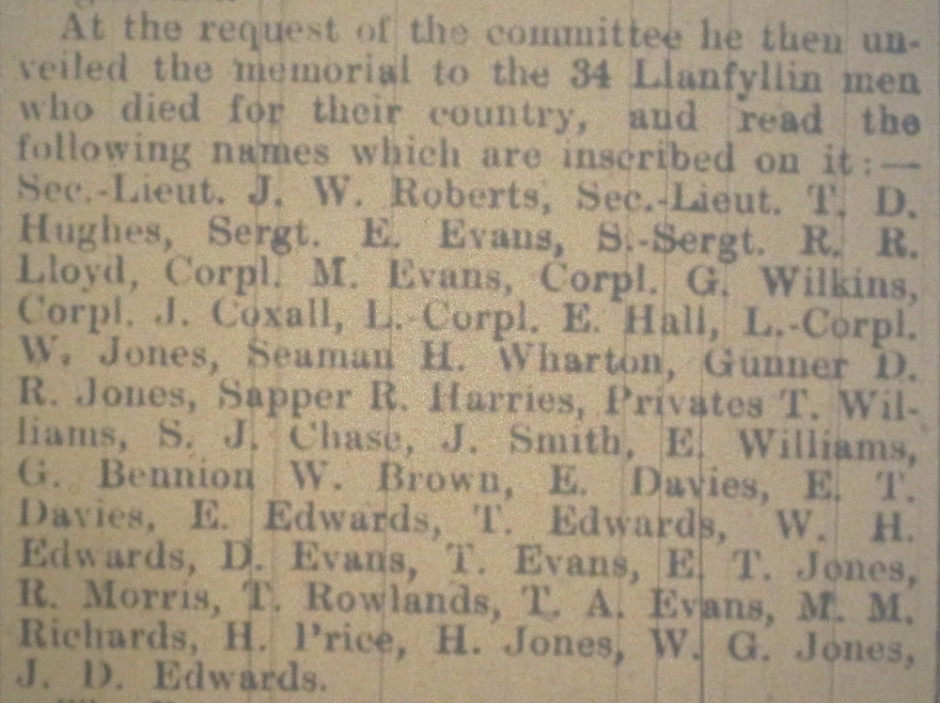 At the request of the committee he then un-
veiled the memorial to the 34 Llanfyllin men
who died for their country, and read the
following names which are inscribed on it:—
Sec.-Lieut. J. W. Roberts, Sec.-Lieut. T. D.
Hughes, Sergt. E. Evans, S.-Sergt. R. R.
Lloyd, Corpl. M. Evans, Corpl. G. Wilkins,
Corpl. J. Coxall, L.-Corpl. E. Hall, L.-Corpl.
W. Jones, Seaman H. Wharton, Gunner D.
R. Jones, Sapper R. Harries, Privates T. Wil-
liams, S. J. Chase, J. Smith, E. Williams,
G. Bennion W. Brown, E. Davies, E. T.
Davies, E. Edwards, T. Edwards, W. H.
Edwards, D. Evans, T. Evans, E. T. Jones,
R. Morris, T. Rowlands, T. A. Evans, M. M.
Richards, H. Price, H. Jones, W. G. Jones,
J. D. Edwards.